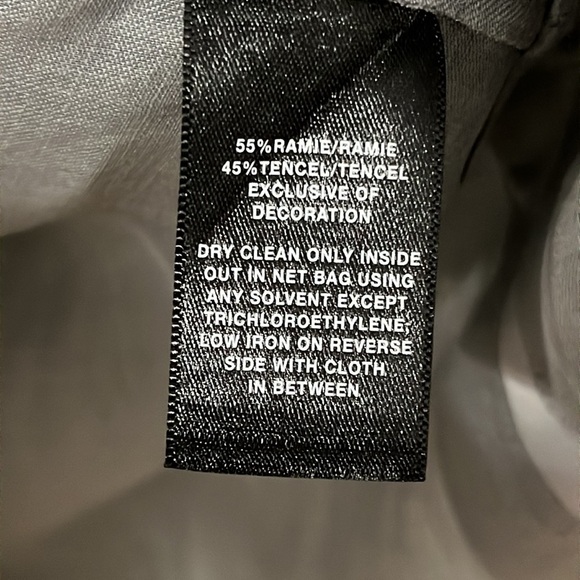 55% RAMIE/RAMIE
45% TENCEL/TENCEL
EXCLUSIVE OF
DECORATION
DRY CLEAN ONLY INSIDE
OUT IN NET BAG USING
ANY SOLVENT EXCEPT
TRICHLOROETHYLENE;
LOW IRON ON REVERSE
SIDE WITH CLOTH
IN BETWEEN